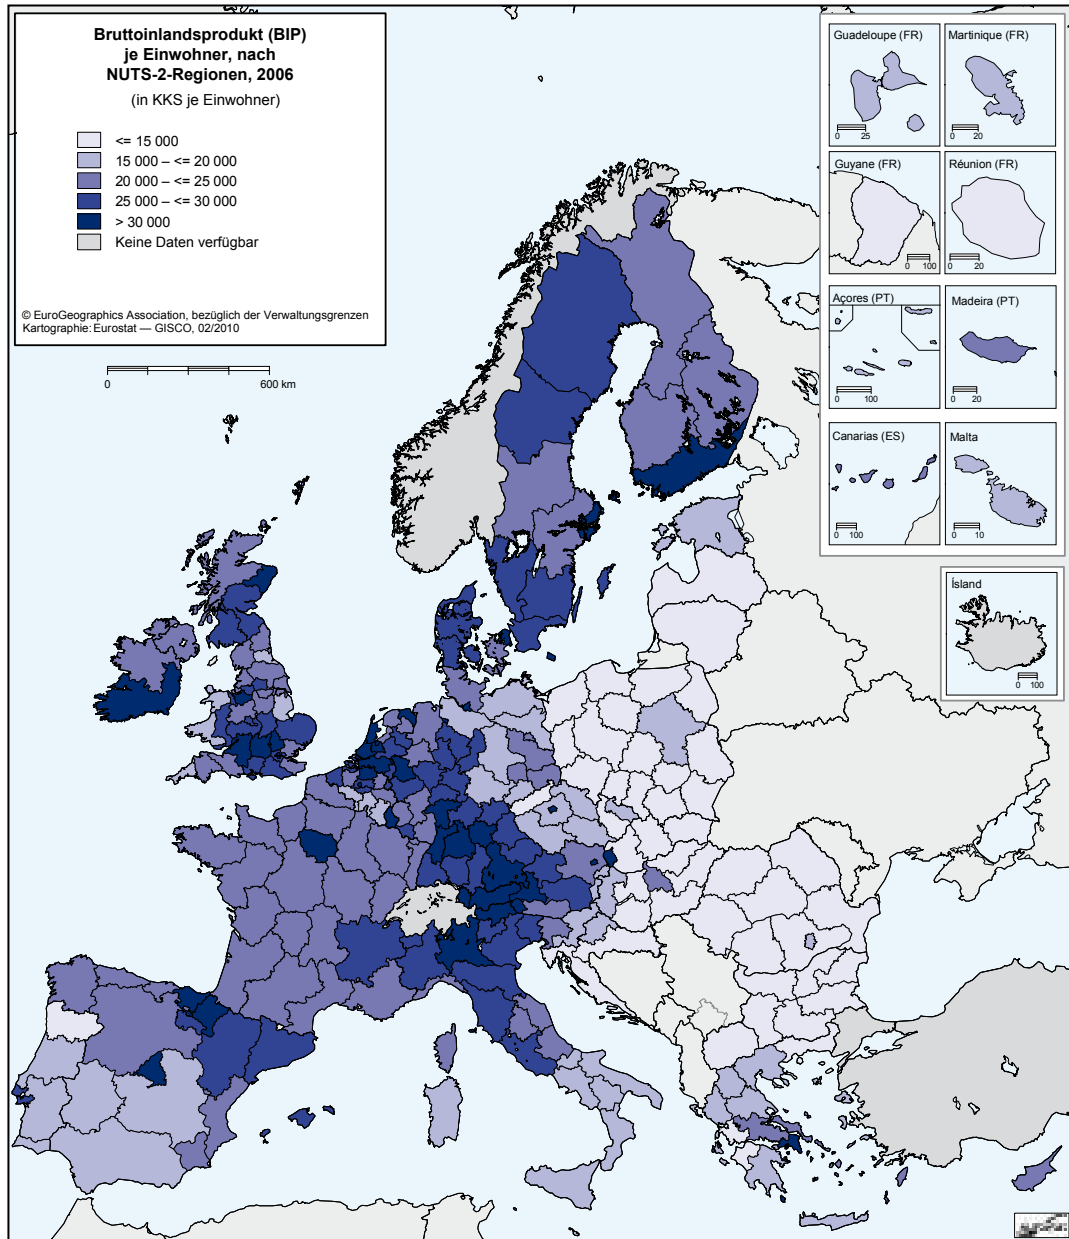 Bruttoinlandsprodukt (BIP)
je Einwohner, nach
NUTS-2-Regionen, 2006
(in KKS je Einwohner)
<= 15 000
15 000 – <= 20 000
20 000 – <= 25 000
25 000 – <= 30 000
> 30 000
Keine Daten verfügbar
© EuroGeographics Association, bezüglich der Verwaltungsgrenzen
Kartographie: Eurostat — GISCO, 02/2010
0 600 km
Guadeloupe (FR)
0 25
Martinique (FR)
0 20
Guyane (FR)
0 100
Réunion (FR)
0 20
Açores (PT)
0 100
Madeira (PT)
0 20
Canarias (ES)
0 100
Malta
0 10
Ísland
0 100